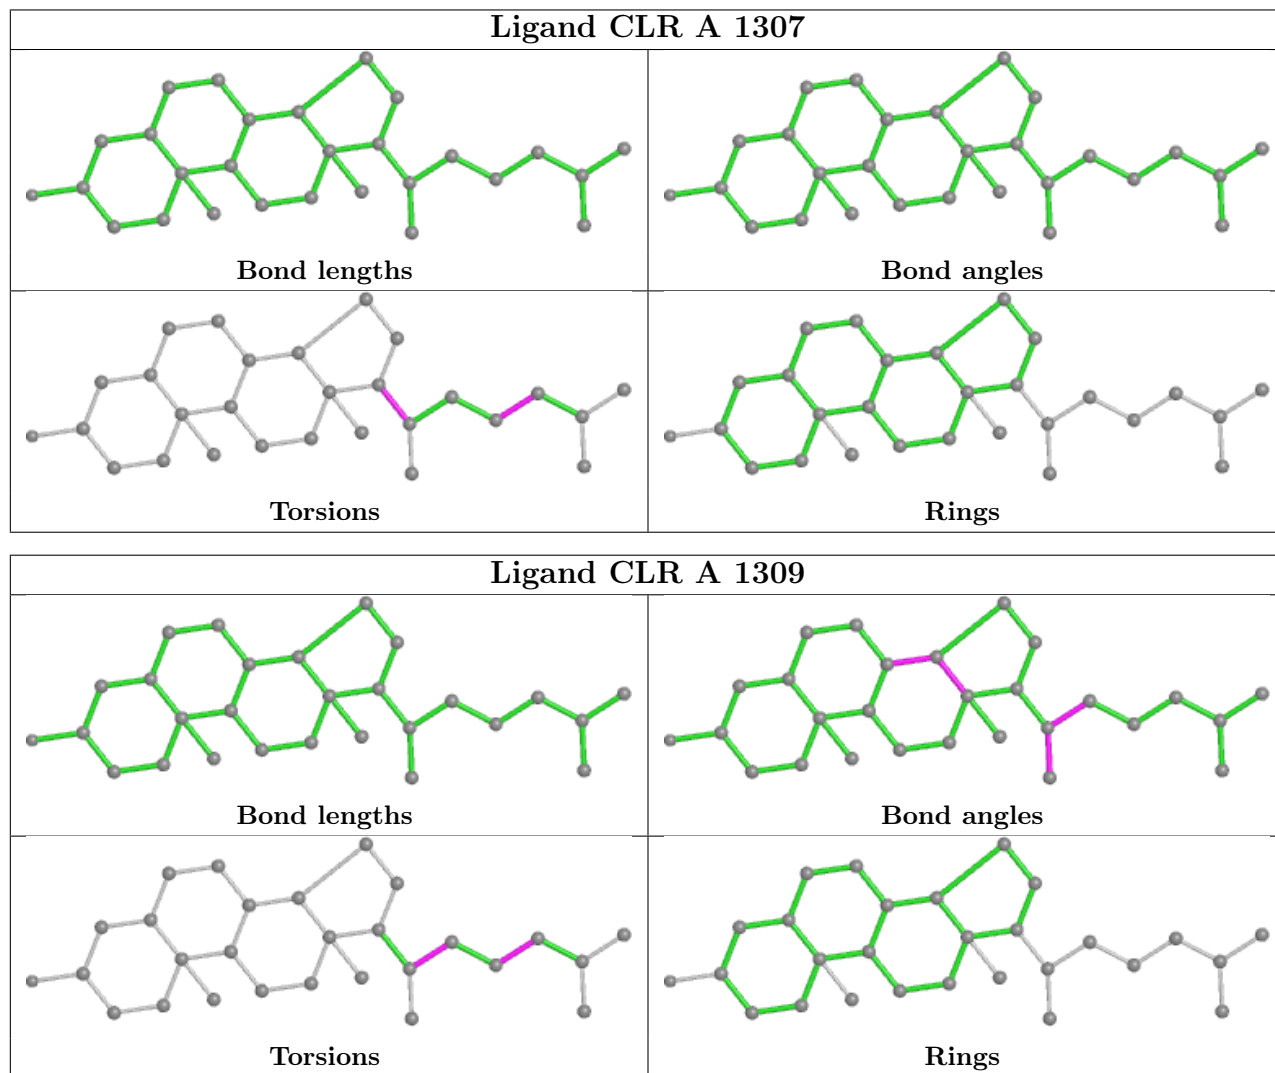 Ligand CLR A 1307
Bond lengths
Bond angles
Torsions
Rings
Ligand CLR A 1309
Bond lengths
Bond angles
Torsions
Rings